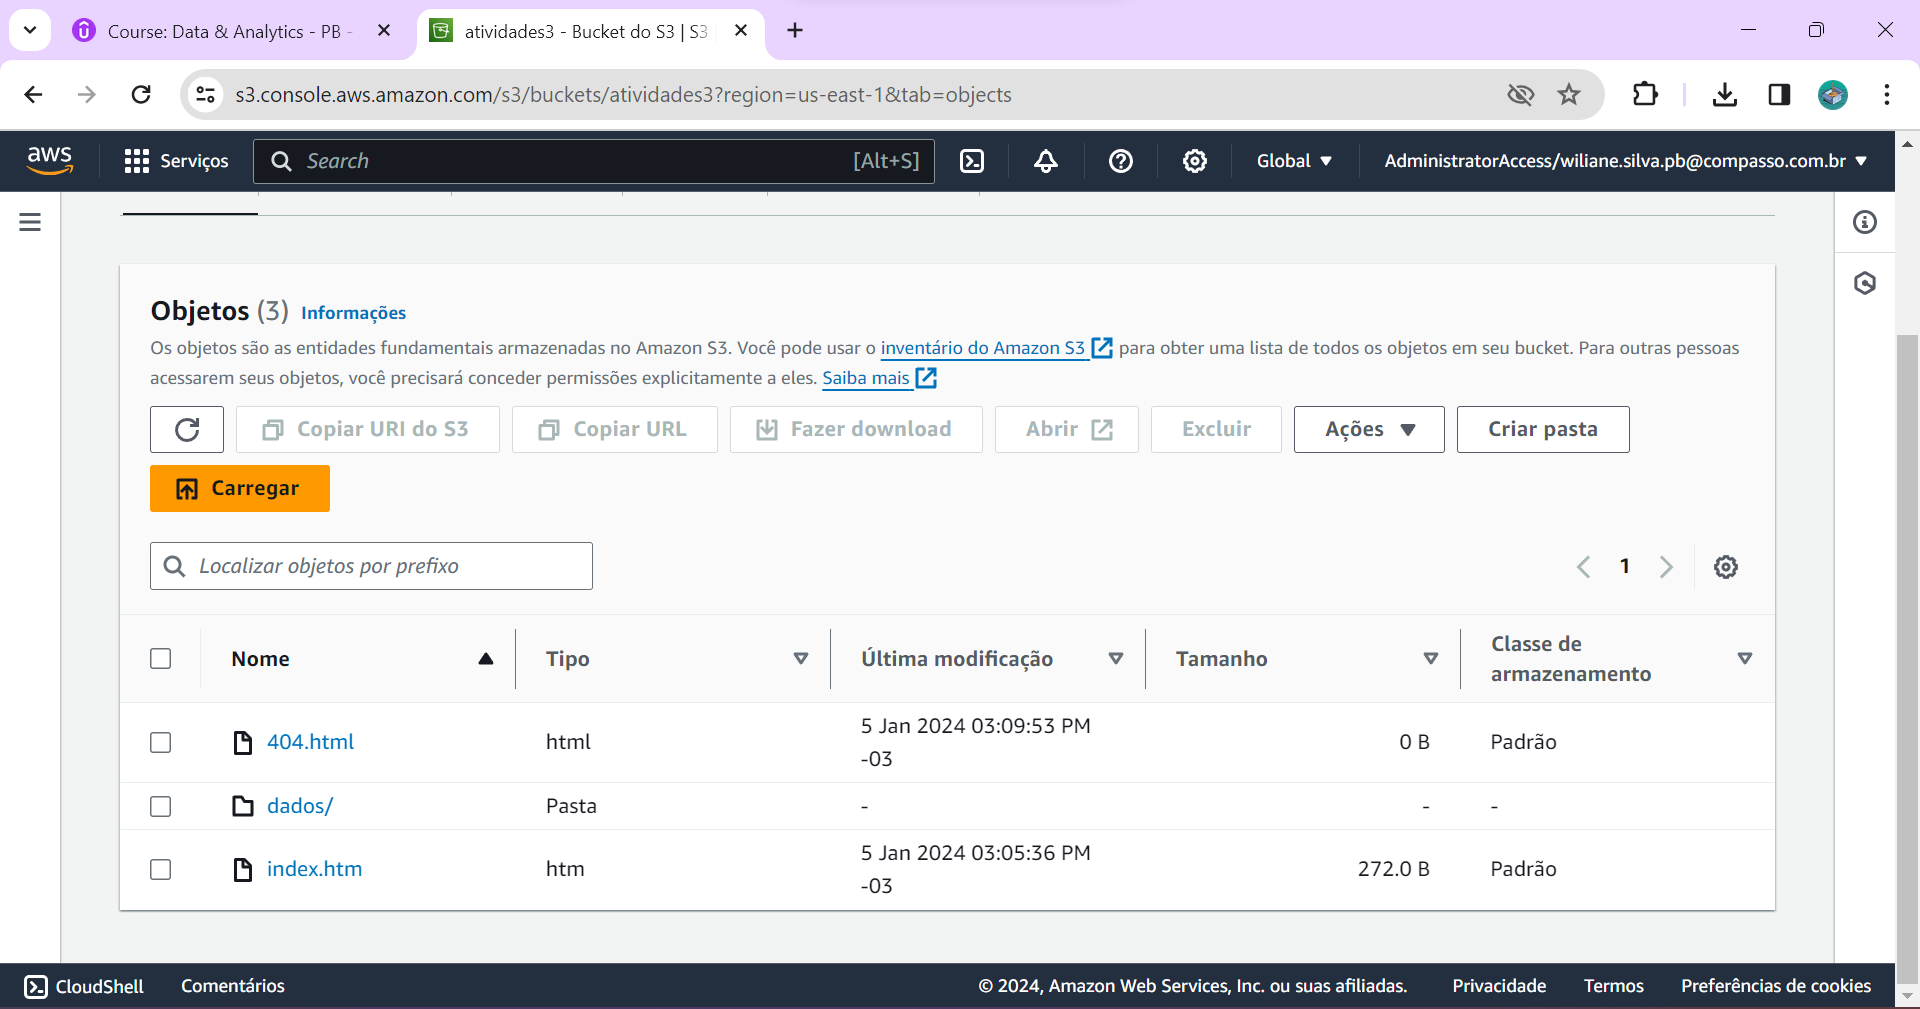 Course: Data & Analytics - PB -
atividades3 - Bucket do S3 | S3
s3.console.aws.amazon.com/s3/buckets/atividades3?region=us-east-1&tab=objects
aws
Serviços
Search
[Alt+S]
Global
AdministratorAccess/wiliane.silva.pb@compasso.com.br
Objetos (3) Informações
Os objetos são as entidades fundamentais armazenadas no Amazon S3. Você pode usar o inventário do Amazon S3 para obter uma lista de todos os objetos em seu bucket. Para outras pessoas
acessarem seus objetos, você precisará conceder permissões explicitamente a eles. Saiba mais
Copiar URI do S3
Copiar URL
Fazer download
Abrir
Excluir
Ações
Criar pasta
Carregar
Localizar objetos por prefixo
1
Nome
Tipo
Última modificação
Tamanho
Classe de
armazenamento
404.html
html
5 Jan 2024 03:09:53 PM
-03
0 B
Padrão
dados/
Pasta
-
-
-
index.htm
htm
5 Jan 2024 03:05:36 PM
-03
272.0 B
Padrão
CloudShell
Comentários
© 2024, Amazon Web Services, Inc. ou suas afiliadas.
Privacidade
Termos
Preferências de cookies